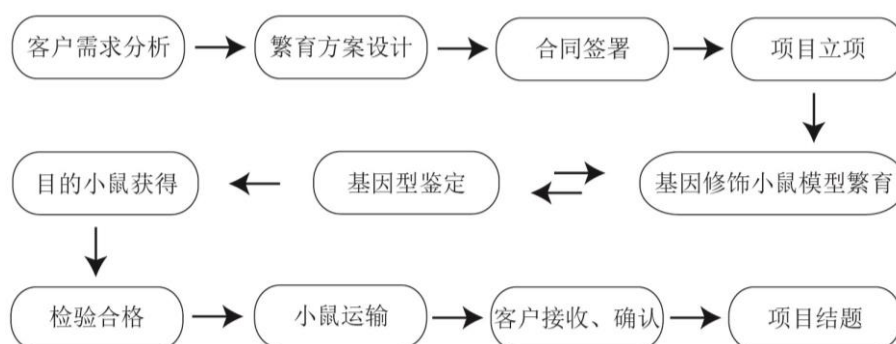 客户需求分析
繁育方案设计
合同签署
项目立项
基因修饰小鼠模型繁育
基因型鉴定
目的小鼠获得
检验合格
小鼠运输
客户接收、确认
项目结题